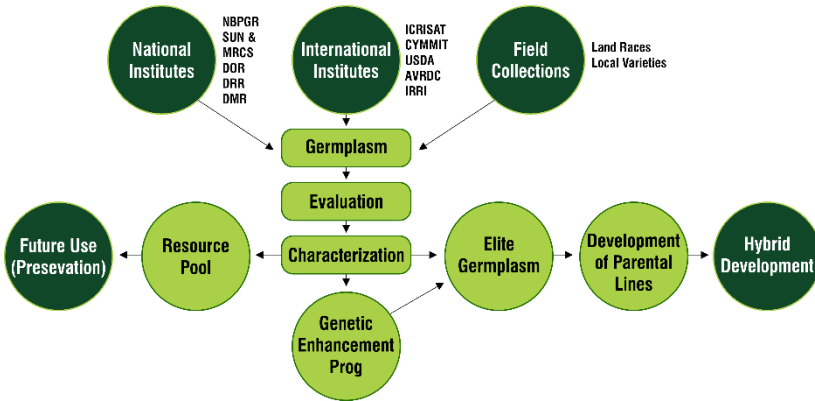 National
Institutes
NBPGR
SUN &
MRCS
DOR
DRR
DMR
International
Institutes
ICRISAT
CYMMIT
USDA
AVRDC
IRRI
Field
Collections
Land Races
Local Varieties
Germplasm
Evaluation
Future Use
(Presevation)
Resource
Pool
Characterization
Elite
Germplasm
Development
of Parental
Lines
Hybrid
Development
Genetic
Enhancement
Prog